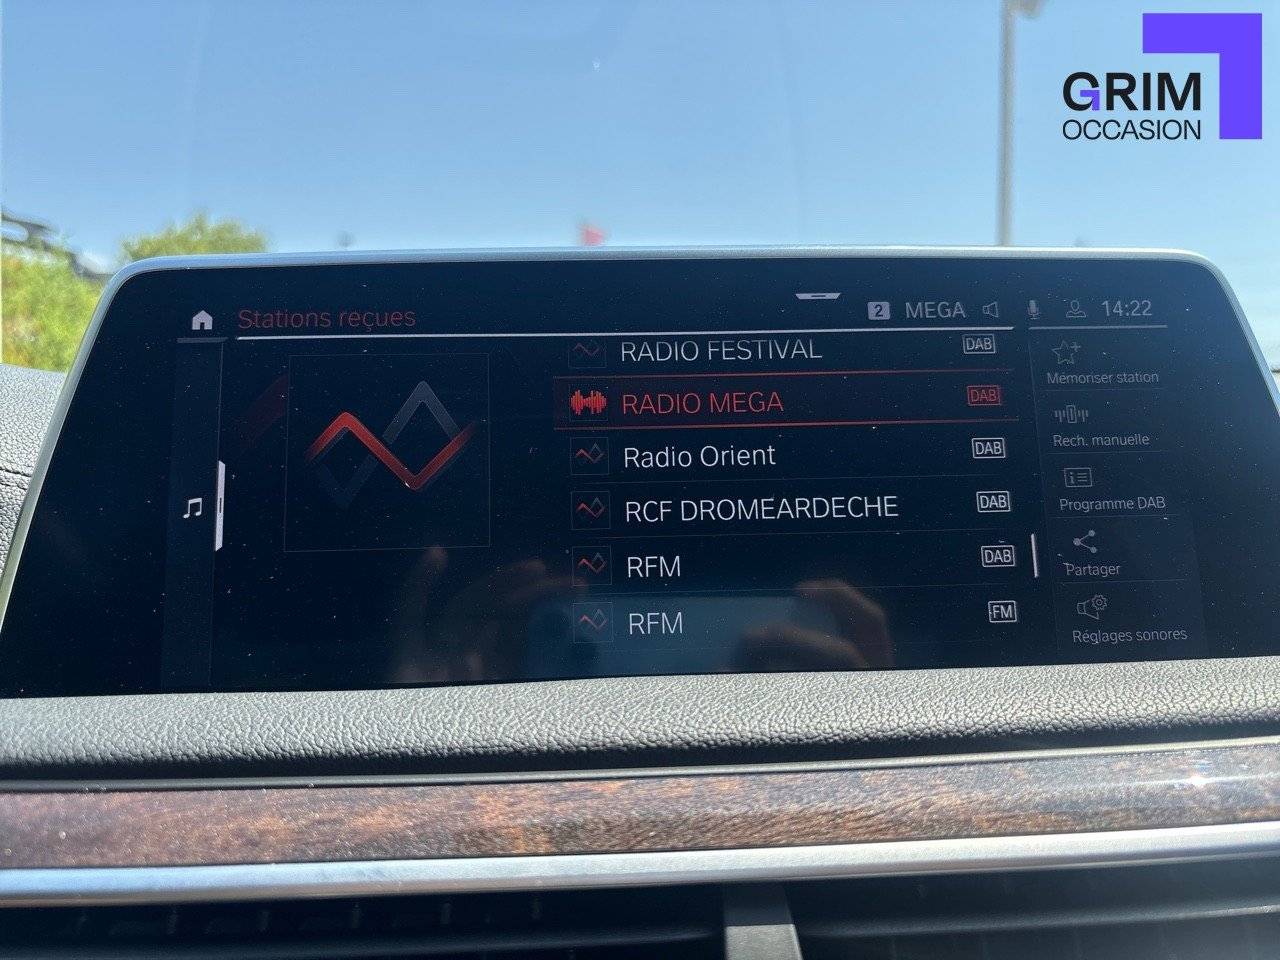 GRIM
OCCASION
Stations reçues
2 MEGA 14:22
RADIO FESTIVAL DAB
RADIO MEGA DAB
Radio Orient DAB
RCF DROMEARDECHE DAB
RFM DAB
RFM FM
Mémoriser station
Rech. manuelle
Programme DAB
Partager
Réglages sonores